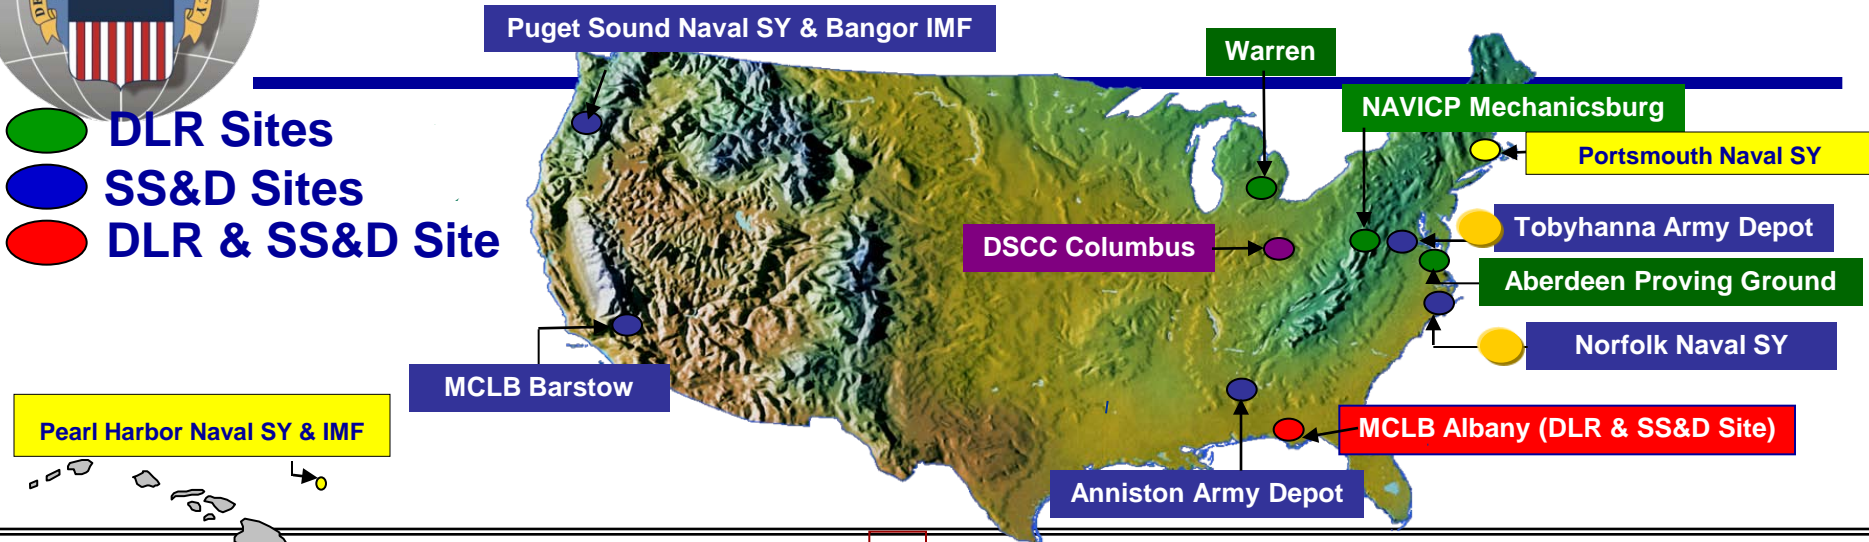 Puget Sound Naval SY & Bangor IMF
Warren
DLR Sites
NAVICP Mechanicsburg
Portsmouth Naval SY
SS&D Sites
DLR & SS&D Site
DSCC Columbus
Tobyhanna Army Depot
Aberdeen Proving Ground
Norfolk Naval SY
MCLB Barstow
Pearl Harbor Naval SY & IMF
MCLB Albany (DLR & SS&D Site)
Anniston Army Depot